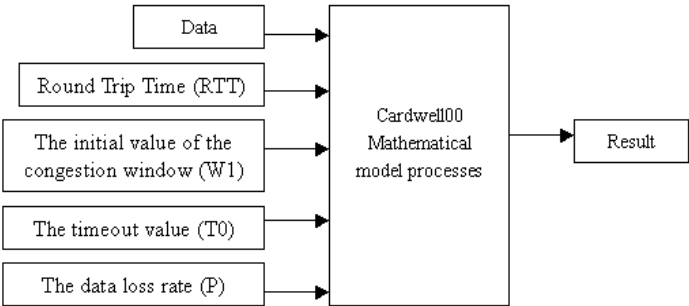 Data
Round Trip Time (RTT)
The initial value of the
congestion window (W1)
The timeout value (T0)
The data loss rate (P)
Cardwell00
Mathematical
model processes
Result